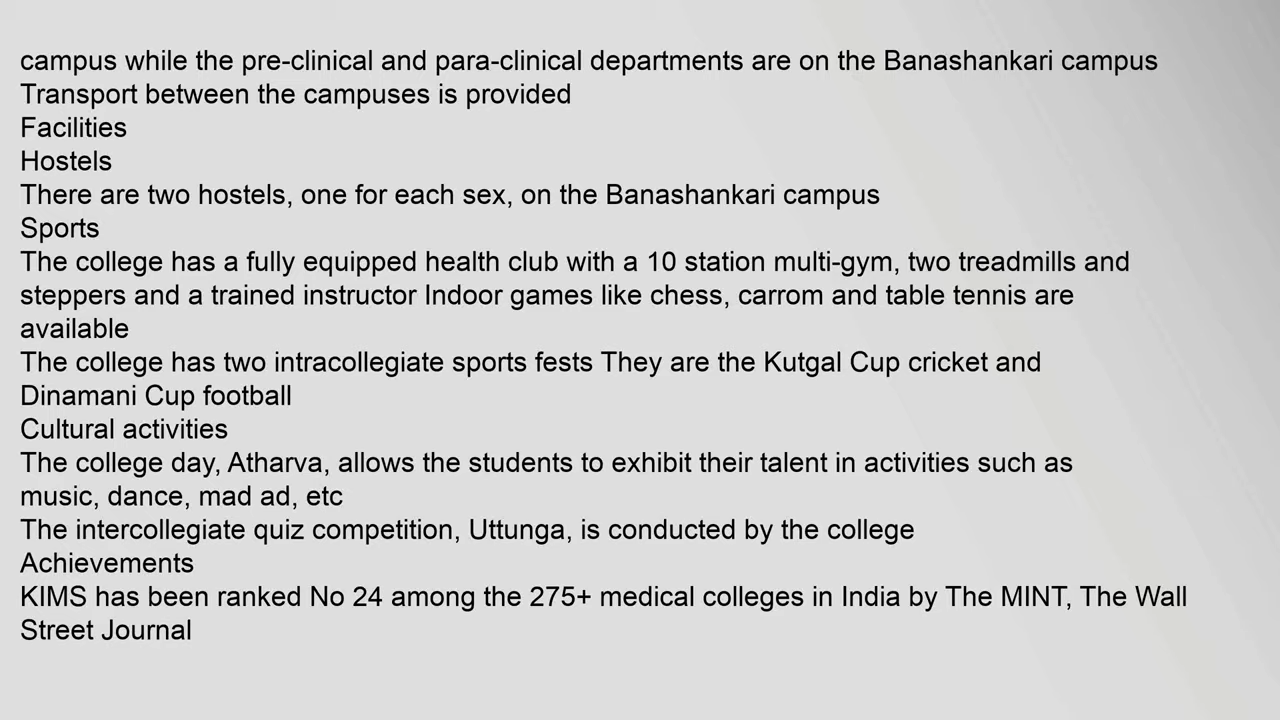 campus while the pre-clinical and para-clinical departments are on the Banashankari campus
Transport between the campuses is provided
Facilities
Hostels
There are two hostels, one for each sex, on the Banashankari campus
Sports
The college has a fully equipped health club with a 10 station multi-gym, two treadmills and
steppers and a trained instructor Indoor games like chess, carrom and table tennis are
available
The college has two intracollegiate sports fests They are the Kutgal Cup cricket and
Dinamani Cup football
Cultural activities
The college day, Atharva, allows the students to exhibit their talent in activities such as
music, dance, mad ad, etc
The intercollegiate quiz competition, Uttunga, is conducted by the college
Achievements
KIMS has been ranked No 24 among the 275+ medical colleges in India by The MINT, The Wall
Street Journal